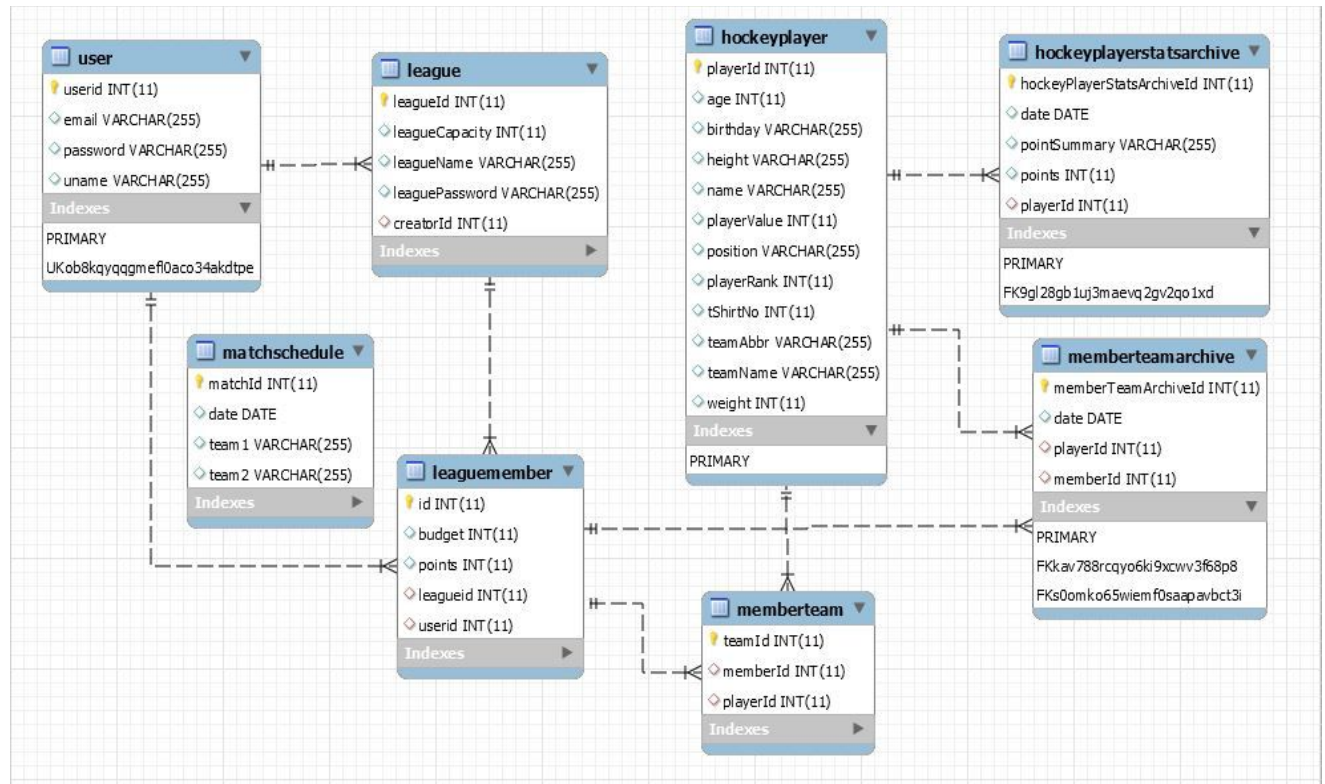 user
userid INT(11)
email VARCHAR(255)
password VARCHAR(255)
uname VARCHAR(255)
Indexes
PRIMARY
UKob8kqyqqgmefl0aco34akdtpe
league
leagueId INT(11)
leagueCapacity INT(11)
leagueName VARCHAR(255)
leaguePassword VARCHAR(255)
creatorId INT(11)
Indexes
hockeyplayer
playerId INT(11)
age INT(11)
birthday VARCHAR(255)
height VARCHAR(255)
name VARCHAR(255)
playerValue INT(11)
position VARCHAR(255)
playerRank INT(11)
tShirtNo INT(11)
teamAbbr VARCHAR(255)
teamName VARCHAR(255)
weight INT(11)
Indexes
PRIMARY
hockeyplayerstatsarchive
hockeyPlayerStatsArchiveId INT(11)
date DATE
pointSummary VARCHAR(255)
points INT(11)
playerId INT(11)
Indexes
PRIMARY
FK9gl28gb1uj3maevq2gv2qo1xd
matchschedule
matchId INT(11)
date DATE
team1 VARCHAR(255)
team2 VARCHAR(255)
Indexes
leaguemember
id INT(11)
budget INT(11)
points INT(11)
leagueid INT(11)
userid INT(11)
Indexes
memberteam
teamId INT(11)
memberId INT(11)
playerId INT(11)
Indexes
memberteamarchive
memberTeamArchiveId INT(11)
date DATE
playerId INT(11)
memberId INT(11)
Indexes
PRIMARY
FKkav788rcqyo6ki9xcwv3f68p8
FKs0omko65wiemf0saapavbct3i